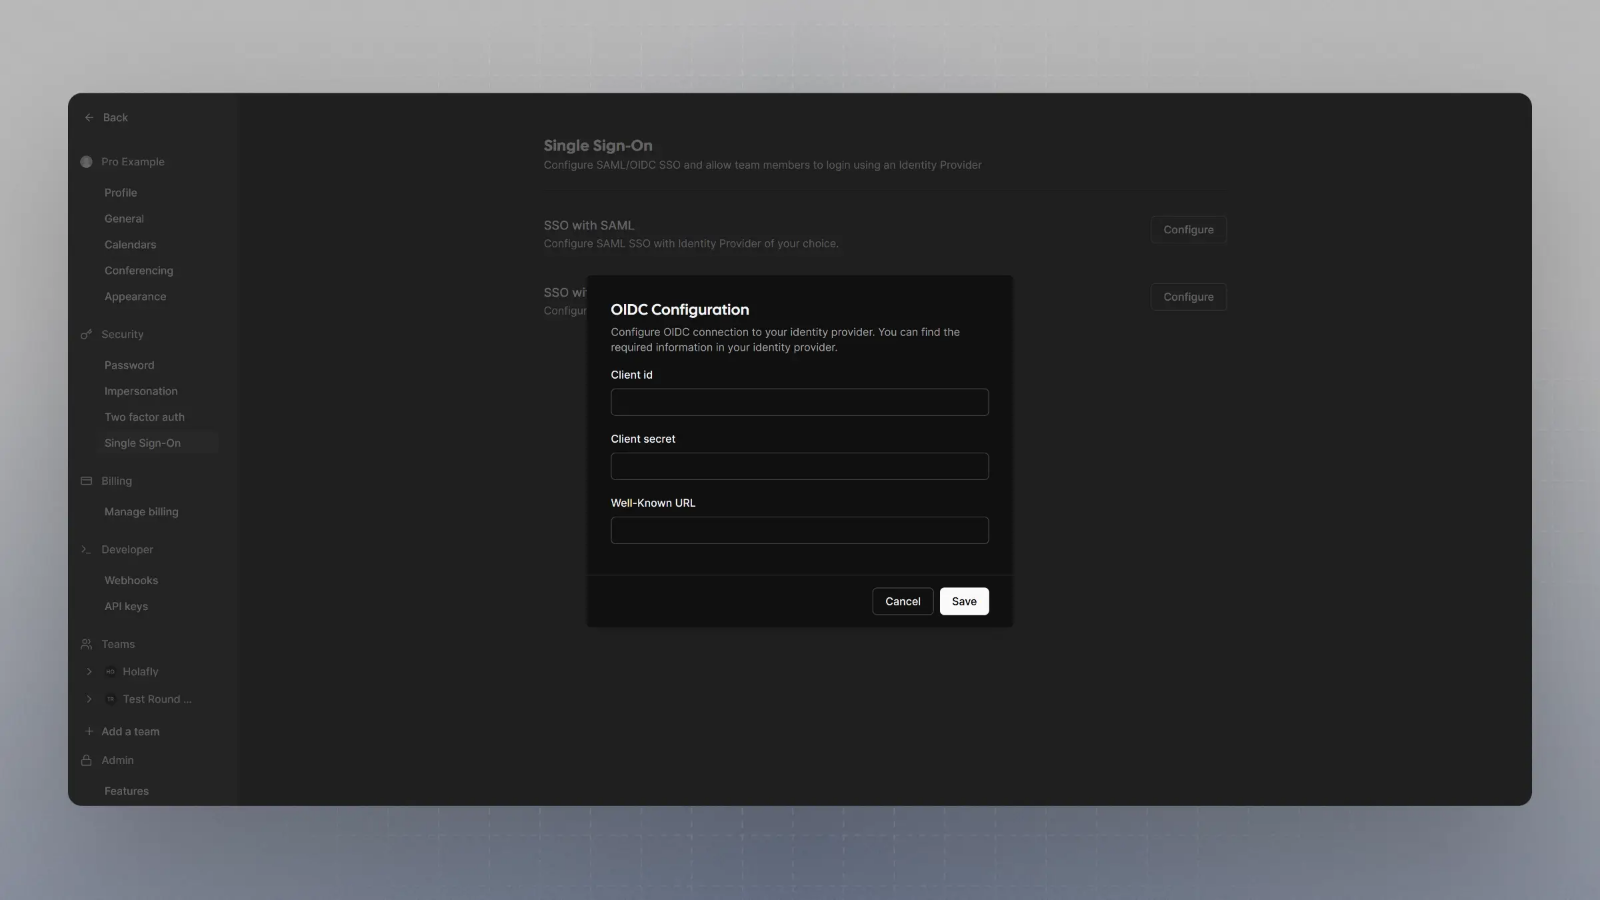 Back
Pro Example
Profile
General
Calendars
Conferencing
Appearance
Security
Password
Impersonation
Two factor auth
Single Sign-On
Billing
Manage billing
Developer
Webhooks
API keys
Teams
Holafly
Test Round ...
Add a team
Admin
Features
Single Sign-On
Configure SAML/OIDC SSO and allow team members to login using an Identity Provider
SSO with SAML
Configure SAML SSO with Identity Provider of your choice.
Configure
SSO wi
Configur
Configure
OIDC Configuration
Configure OIDC connection to your identity provider. You can find the
required information in your identity provider.
Client id
Client secret
Well-Known URL
Cancel
Save